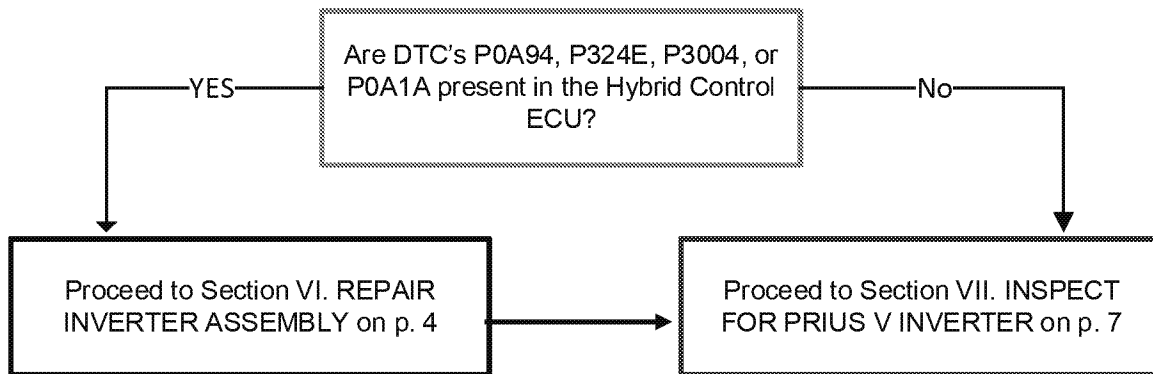 Are DTC's P0A94, P324E, P3004, or
P0A1A present in the Hybrid Control
ECU?
YES
No
Proceed to Section VI. REPAIR
INVERTER ASSEMBLY on p. 4
Proceed to Section VII. INSPECT
FOR PRIUS V INVERTER on p. 7